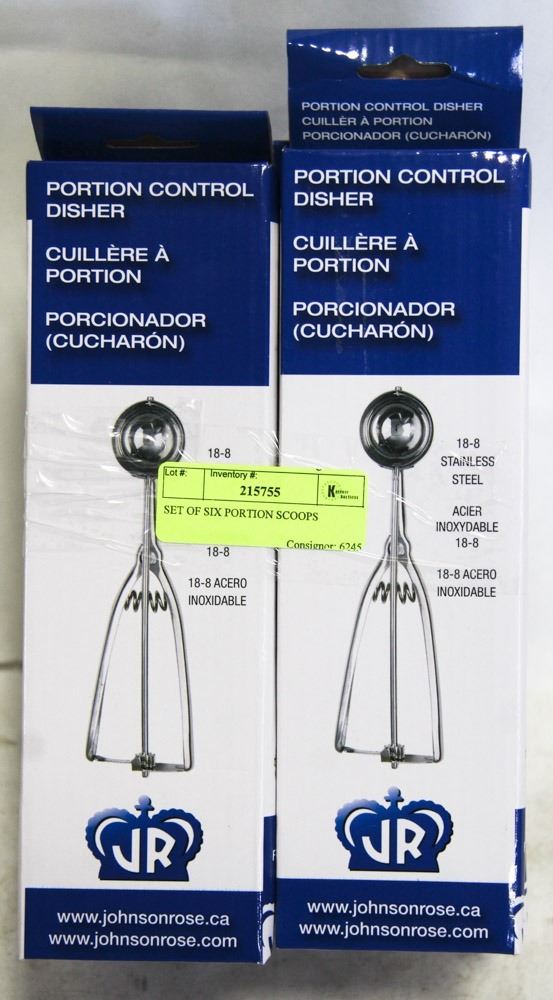 PORTION CONTROL
DISHER
CUILLÈRE À
PORTION
PORCIONADOR
(CUCHARÓN)
18-8
18-8
18-8 ACERO
INOXIDABLE
JR
www.johnsonrose.ca
www.johnsonrose.com
Lot #:
Inventory #:
215755
Kastner
Auctions
SET OF SIX PORTION SCOOPS
Consignor: 6245
PORTION CONTROL DISHER
CUILLÈR À PORTION
PORCIONADOR (CUCHARÓN)
PORTION CONTROL
DISHER
CUILLÈRE À
PORTION
PORCIONADOR
(CUCHARÓN)
18-8
STAINLESS
STEEL
ACIER
INOXYDABLE
18-8
18-8 ACERO
INOXIDABLE
JR
www.johnsonrose.ca
www.johnsonrose.com